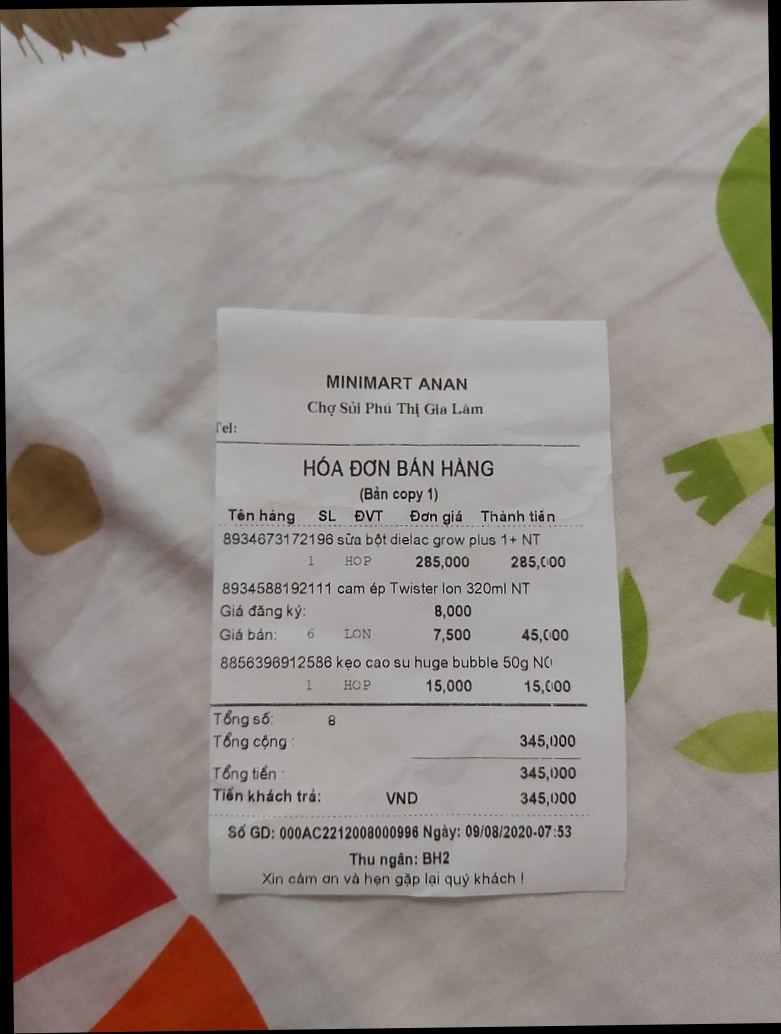 MINIMART ANAN
Chợ Sủi Phú Thị Gia Lâm
Tel:
HÓA ĐƠN BÁN HÀNG
(Bản copy 1)
Tên hàng SL ĐVT Đơn giá Thành tiền
8934673172196 sữa bột dielac grow plus 1+ NT
1 HOP 285,000 285,000
8934588192111 cam ép Twister lon 320ml NT
Giá đăng ký: 8,000
Giá bán: 6 LON 7,500 45,000
8856396912586 kẹo cao su huge bubble 50g NC
1 HOP 15,000 15,000
Tổng số: 8
Tổng cộng : 345,000
Tổng tiền : 345,000
Tiền khách trả: VND 345,000
Số GD: 000AC2212008000996 Ngày: 09/08/2020-07:53
Thu ngân: BH2
Xin cám ơn và hẹn gặp lại quý khách !